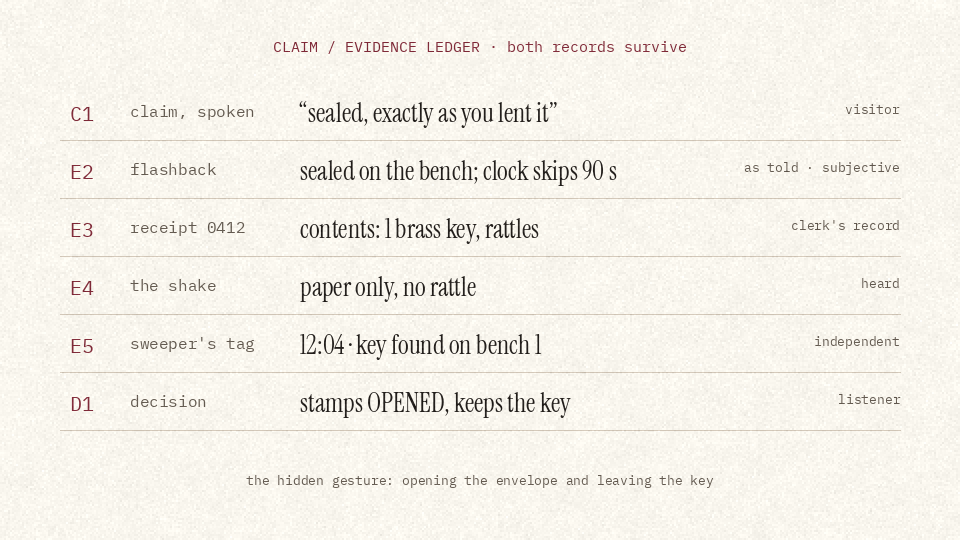 CLAIM / EVIDENCE LEDGER · both records survive
C1 claim, spoken “sealed, exactly as you lent it” visitor
E2 flashback sealed on the bench; clock skips 90 s as told · subjective
E3 receipt 0412 contents: 1 brass key, rattles clerk's record
E4 the shake paper only, no rattle heard
E5 sweeper's tag 12:04 · key found on bench 1 independent
D1 decision stamps OPENED, keeps the key listener
the hidden gesture: opening the envelope and leaving the key